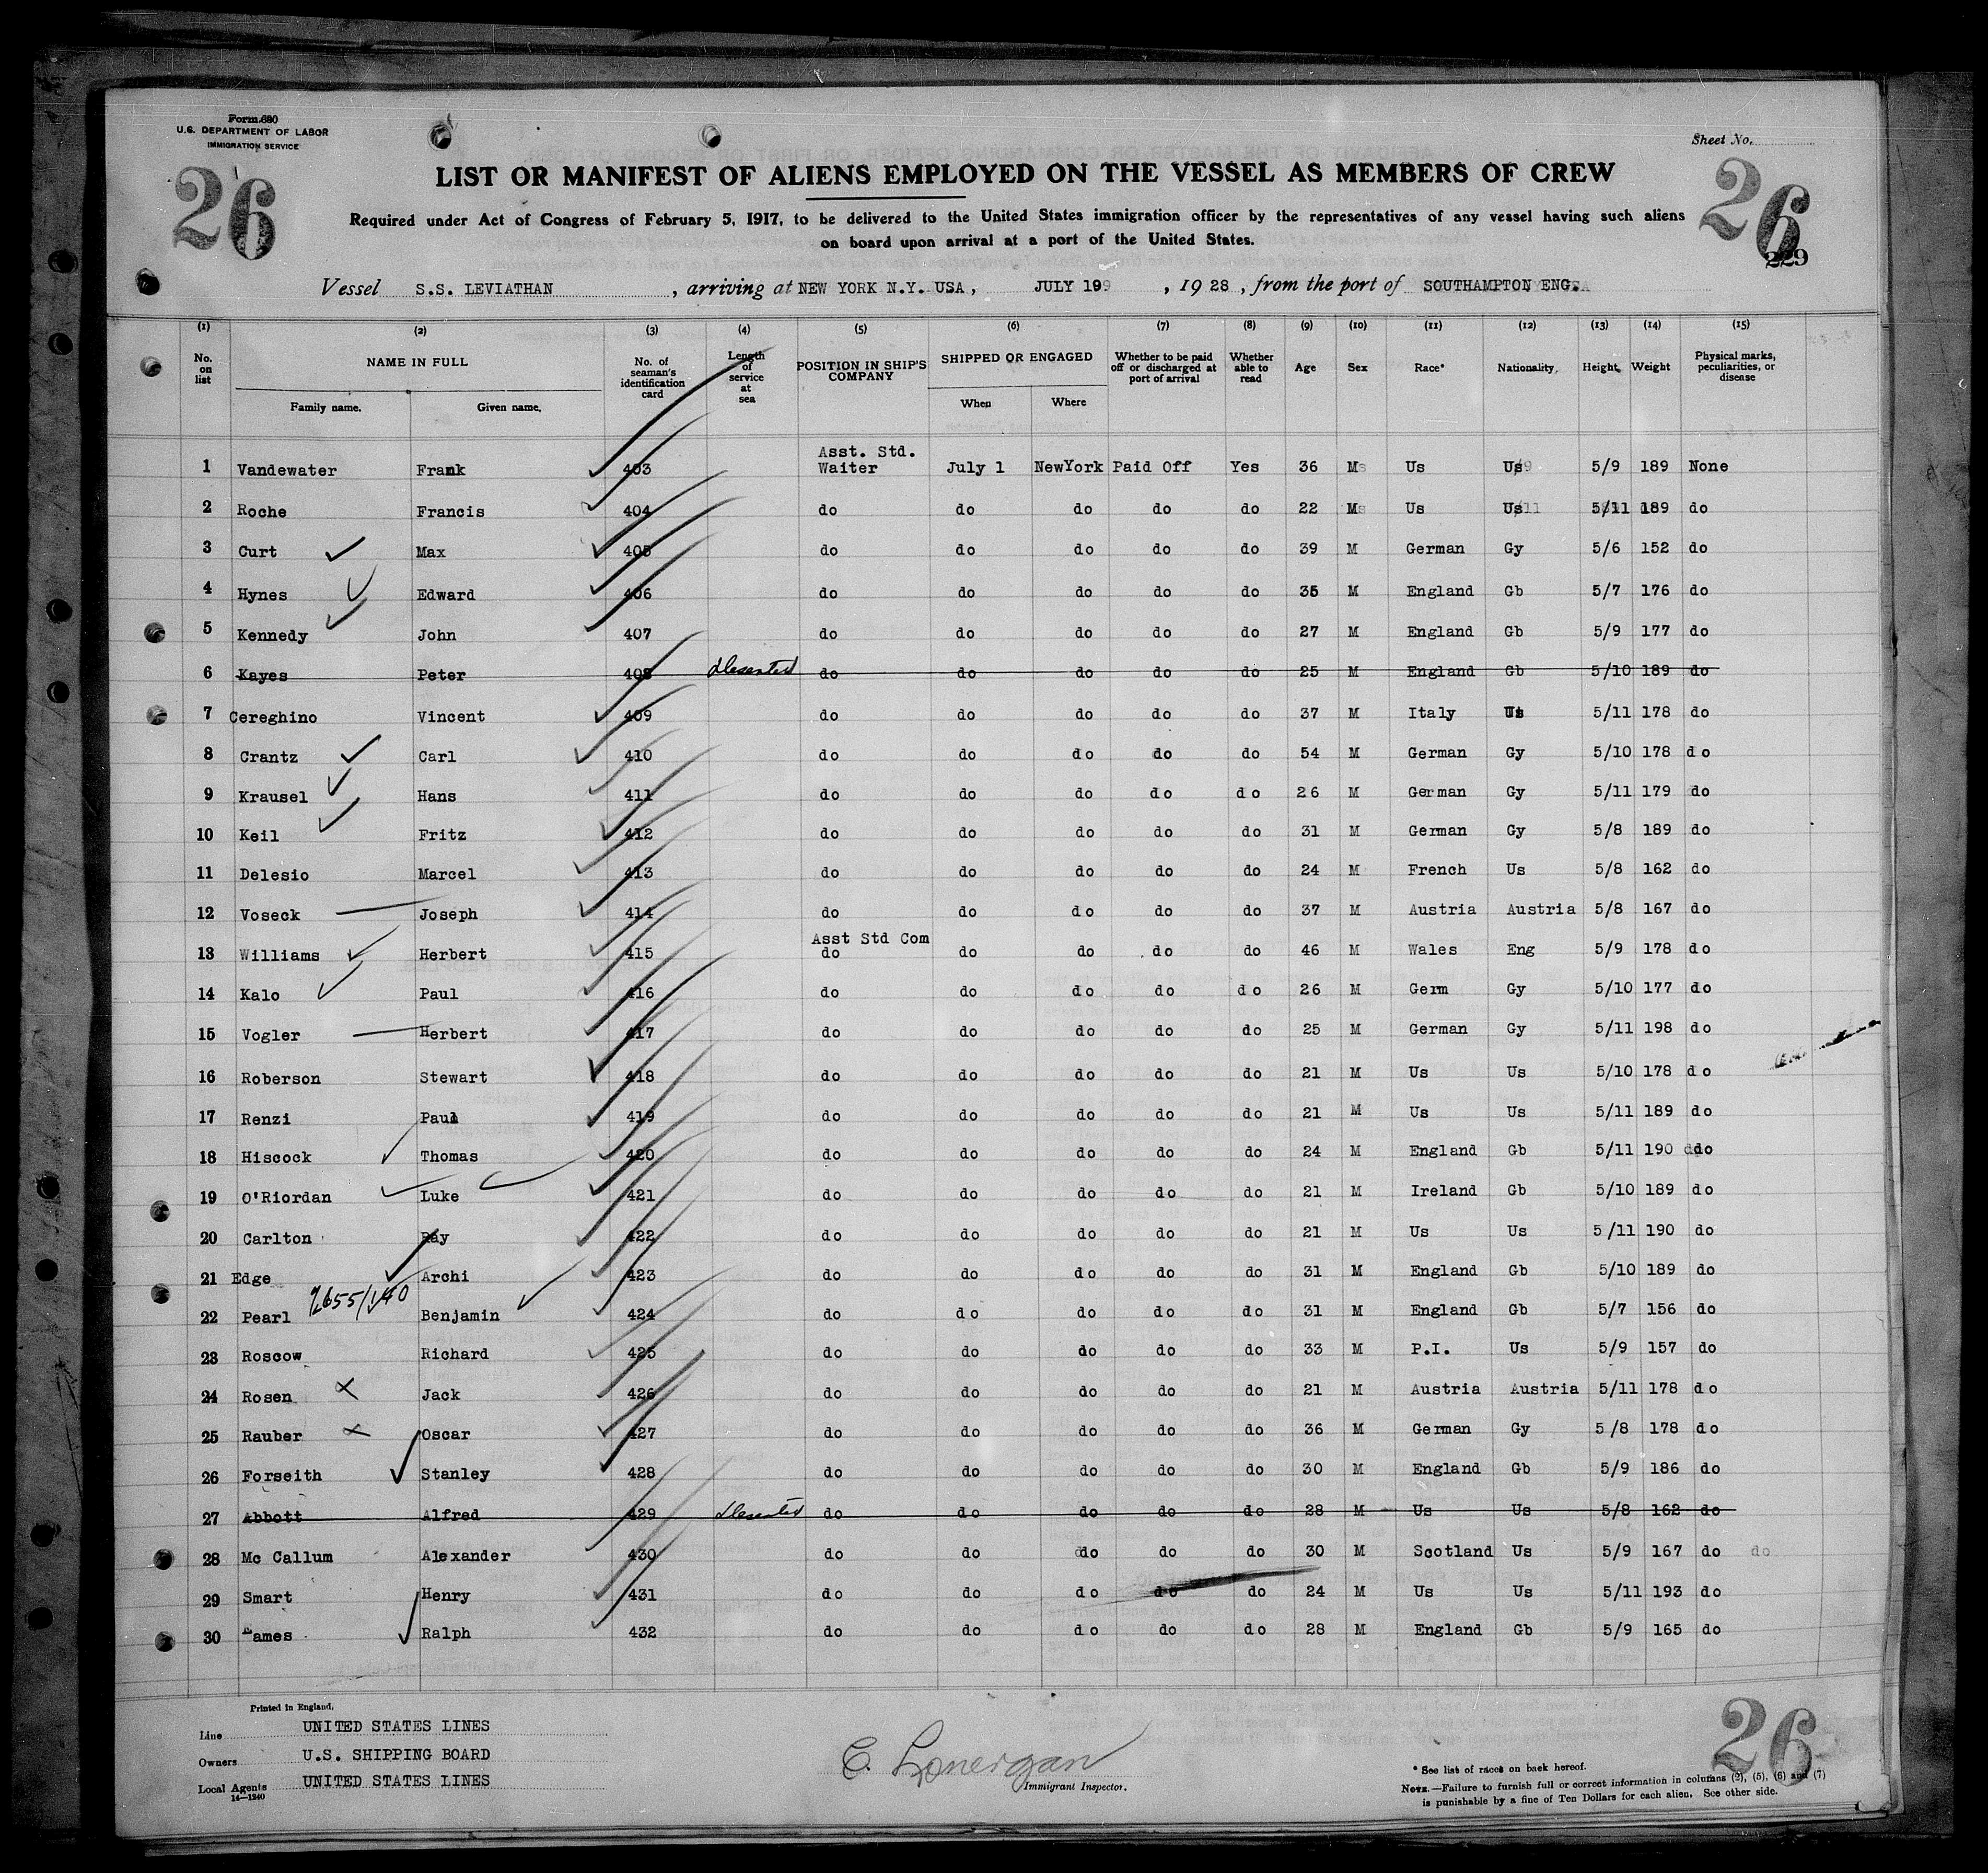 Form 680
U.S. DEPARTMENT OF LABOR
IMMIGRATION SERVICE
Sheet No.
26
26
229
LIST OR MANIFEST OF ALIENS EMPLOYED ON THE VESSEL AS MEMBERS OF CREW
Required under Act of Congress of February 5, 1917, to be delivered to the United States immigration officer by the representatives of any vessel having such aliens
on board upon arrival at a port of the United States.
Vessel S.S. LEVIATHAN, arriving at NEW YORK N.Y. USA, JULY 19, 1928, from the port of SOUTHAMPTON ENG.
(1) (2) (3) (4) (5) (6) (7) (8) (9) (10) (11) (12) (13) (14) (15)
No. on list NAME IN FULL Family name. Given name. No. of seaman's identification card Length of service at sea POSITION IN SHIP'S COMPANY SHIPPED OR ENGAGED When Where Whether to be paid off or discharged at port of arrival Whether able to read Age Sex Race* Nationality Height Weight Physical marks, peculiarities, or disease
1 Vandewater Frank 403 Asst. Std. Waiter July 1 NewYork Paid Off Yes 36 M Us Us 5/9 189 None
2 Roche Francis 404 do do do do do 22 M Us Us 5/11 189 do
3 Curt Max 405 do do do do do 39 M German Gy 5/6 152 do
4 Hynes Edward 406 do do do do do 35 M England Gb 5/7 176 do
5 Kennedy John 407 do do do do do 27 M England Gb 5/9 177 do
6 Kayes Peter 408 deserted do do do do do 25 M England Gb 5/10 189 do
7 Cereghino Vincent 409 do do do do do 37 M Italy Us 5/11 178 do
8 Crantz Carl 410 do do do do do 54 M German Gy 5/10 178 do
9 Krausel Hans 411 do do do do do 26 M German Gy 5/11 179 do
10 Keil Fritz 412 do do do do do 31 M German Gy 5/8 189 do
11 Delesio Marcel 413 do do do do do 24 M French Us 5/8 162 do
12 Voseck Joseph 414 do do do do do 37 M Austria Austria 5/8 167 do
13 Williams Herbert 415 Asst Std Com do do do do do 46 M Wales Eng 5/9 178 do
14 Kalo Paul 416 do do do do do 26 M Germ Gy 5/10 177 do
15 Vogler Herbert 417 do do do do do 25 M German Gy 5/11 198 do
16 Roberson Stewart 418 do do do do do 21 M Us Us 5/10 178 do
17 Renzi Paul 419 do do do do do 21 M Us Us 5/11 189 do
18 Hiscock Thomas 420 do do do do do 24 M England Gb 5/11 190 do
19 O'Riordan Luke 421 do do do do do 21 M Ireland Gb 5/10 189 do
20 Carlton Ray 422 do do do do do 21 M Us Us 5/11 190 do
21 Edge Archi 423 do do do do do 31 M England Gb 5/10 189 do
22 Pearl Benjamin 424 do do do do do 31 M England Gb 5/7 156 do
23 Roscow Richard 425 do do do do do 33 M P.I. Us 5/9 157 do
24 Rosen Jack 426 do do do do do 21 M Austria Austria 5/11 178 do
25 Rauber Oscar 427 do do do do do 36 M German Gy 5/8 178 do
26 Forseith Stanley 428 do do do do do 30 M England Gb 5/9 186 do
27 Abbott Alfred 429 deserted do do do do do 28 M Us Us 5/8 162 do
28 Mc Callum Alexander 430 do do do do do 30 M Scotland Us 5/9 167 do do
29 Smart Henry 431 do do do do do 24 M Us Us 5/11 193 do
30 Eames Ralph 432 do do do do do 28 M England Gb 5/9 165 do
Printed in England.
Line UNITED STATES LINES
Owners U.S. SHIPPING BOARD
Local Agents UNITED STATES LINES
14—1240
C. Lonergan
Immigrant Inspector.
26
* See list of races on back hereof.
NOTE.—Failure to furnish full or correct information in columns (2), (5), (6) and (7)
is punishable by a fine of Ten Dollars for each alien. See other side.